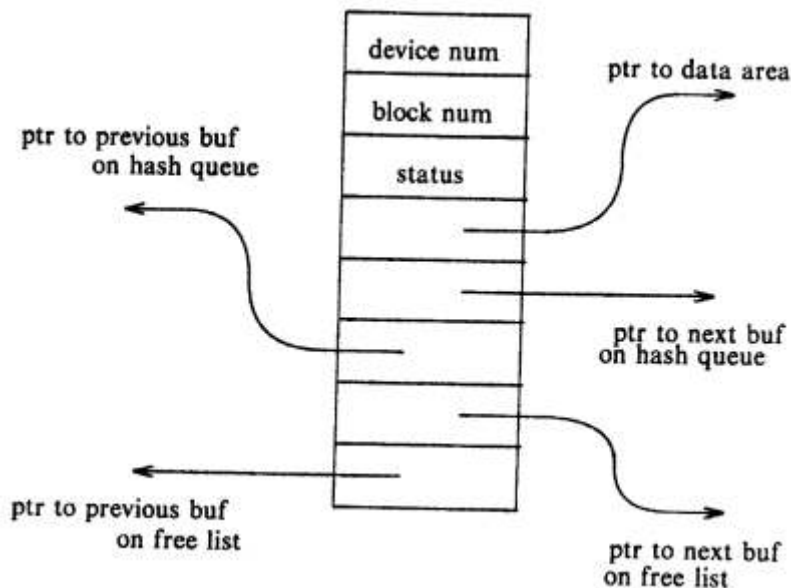 device num
block num
status
ptr to data area
ptr to previous buf
on hash queue
ptr to next buf
on hash queue
ptr to previous buf
on free list
ptr to next buf
on free list